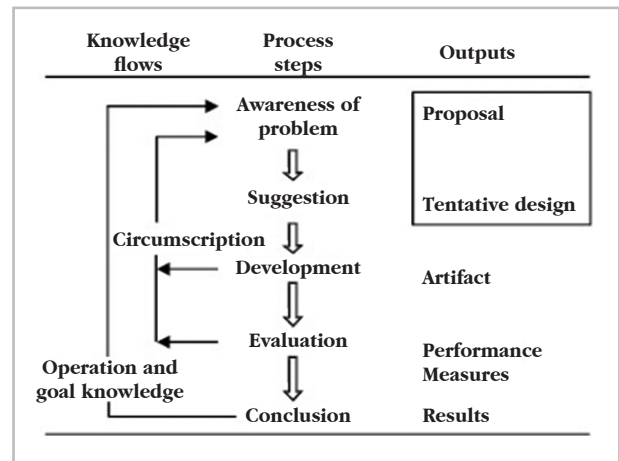 Knowledge flows
Process steps
Outputs
Awareness of problem
Proposal
Suggestion
Tentative design
Circumscription
Development
Artifact
Evaluation
Performance Measures
Operation and goal knowledge
Conclusion
Results